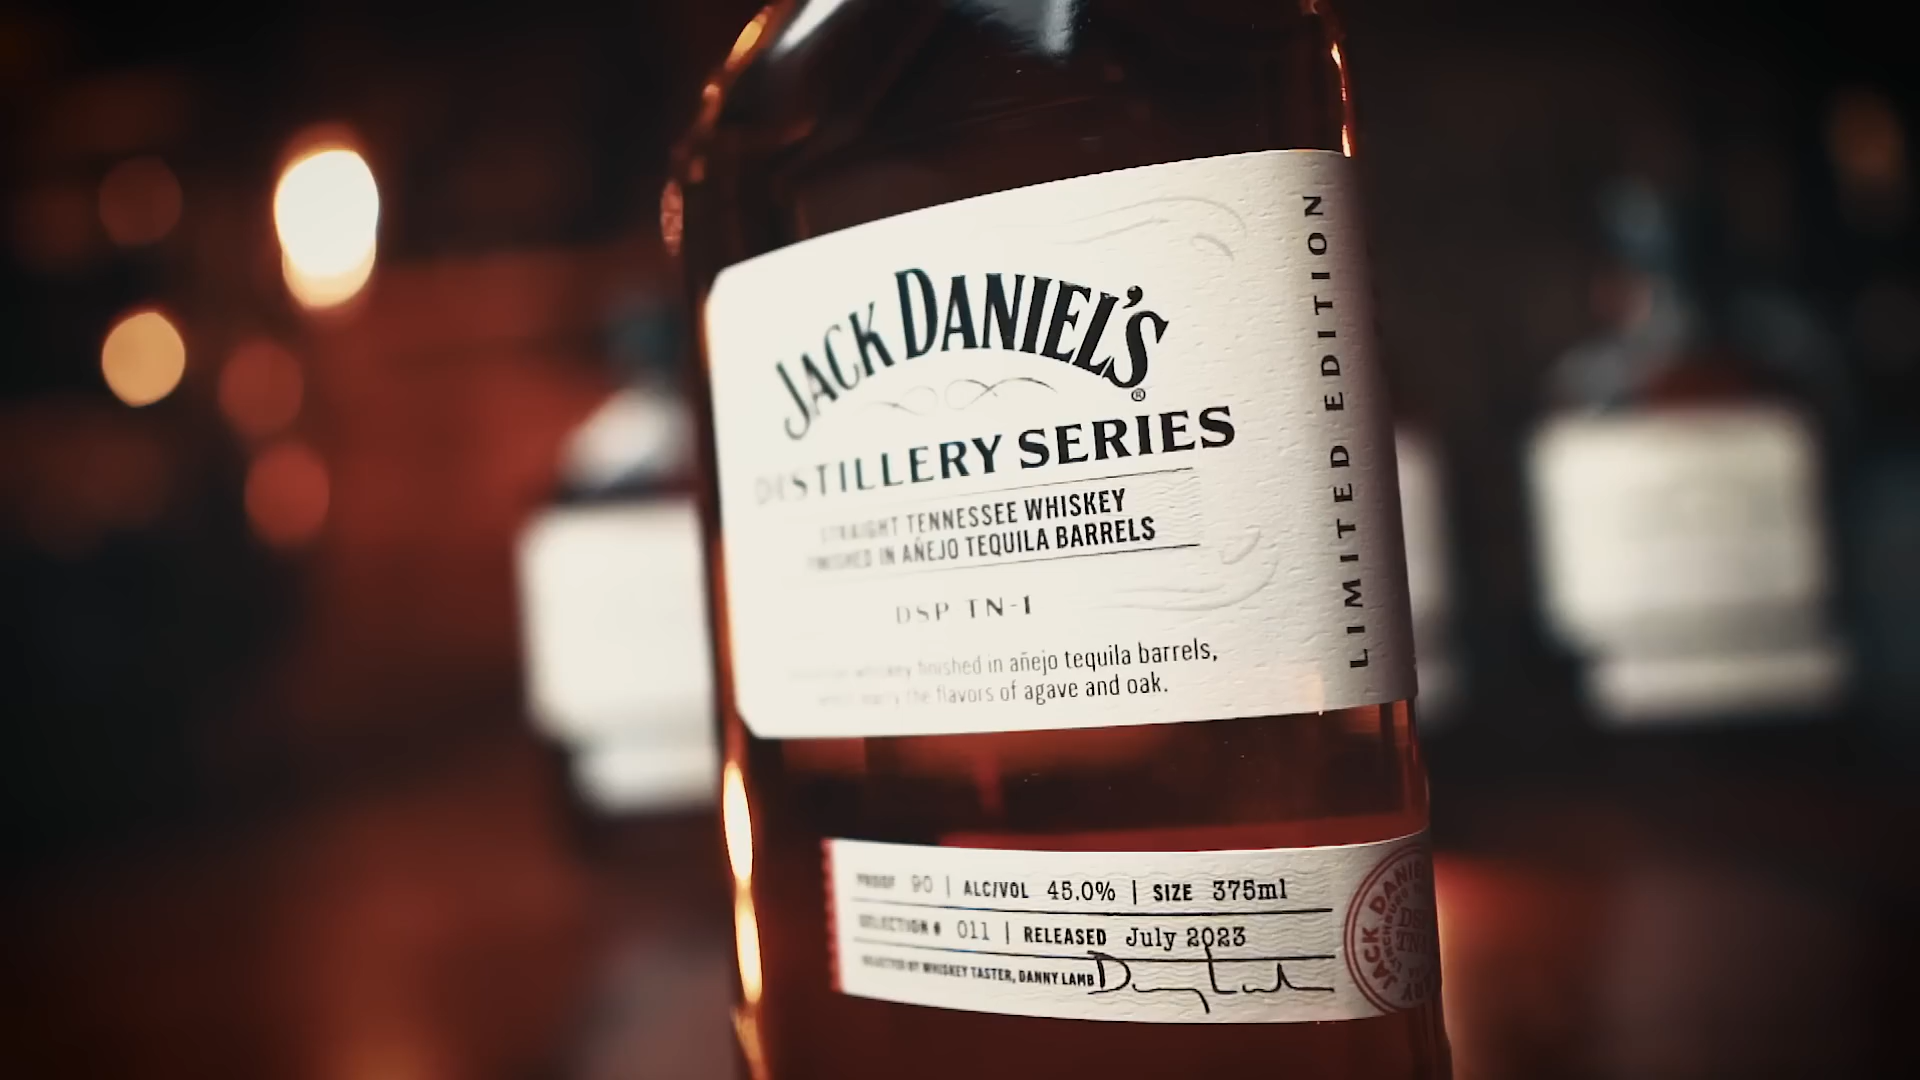 JACK DANIEL'S®
DISTILLERY SERIES
STRAIGHT TENNESSEE WHISKEY
FINISHED IN AÑEJO TEQUILA BARRELS
DSP TN-1
whiskey finished in añejo tequila barrels,
the flavors of agave and oak.
LIMITED EDITION
PROOF 90 | ALC/VOL 45.0% | SIZE 375ml
SELECTION # 011 | RELEASED July 2023
SELECTED BY WHISKEY TASTER, DANNY LAMB
JACK DANIEL